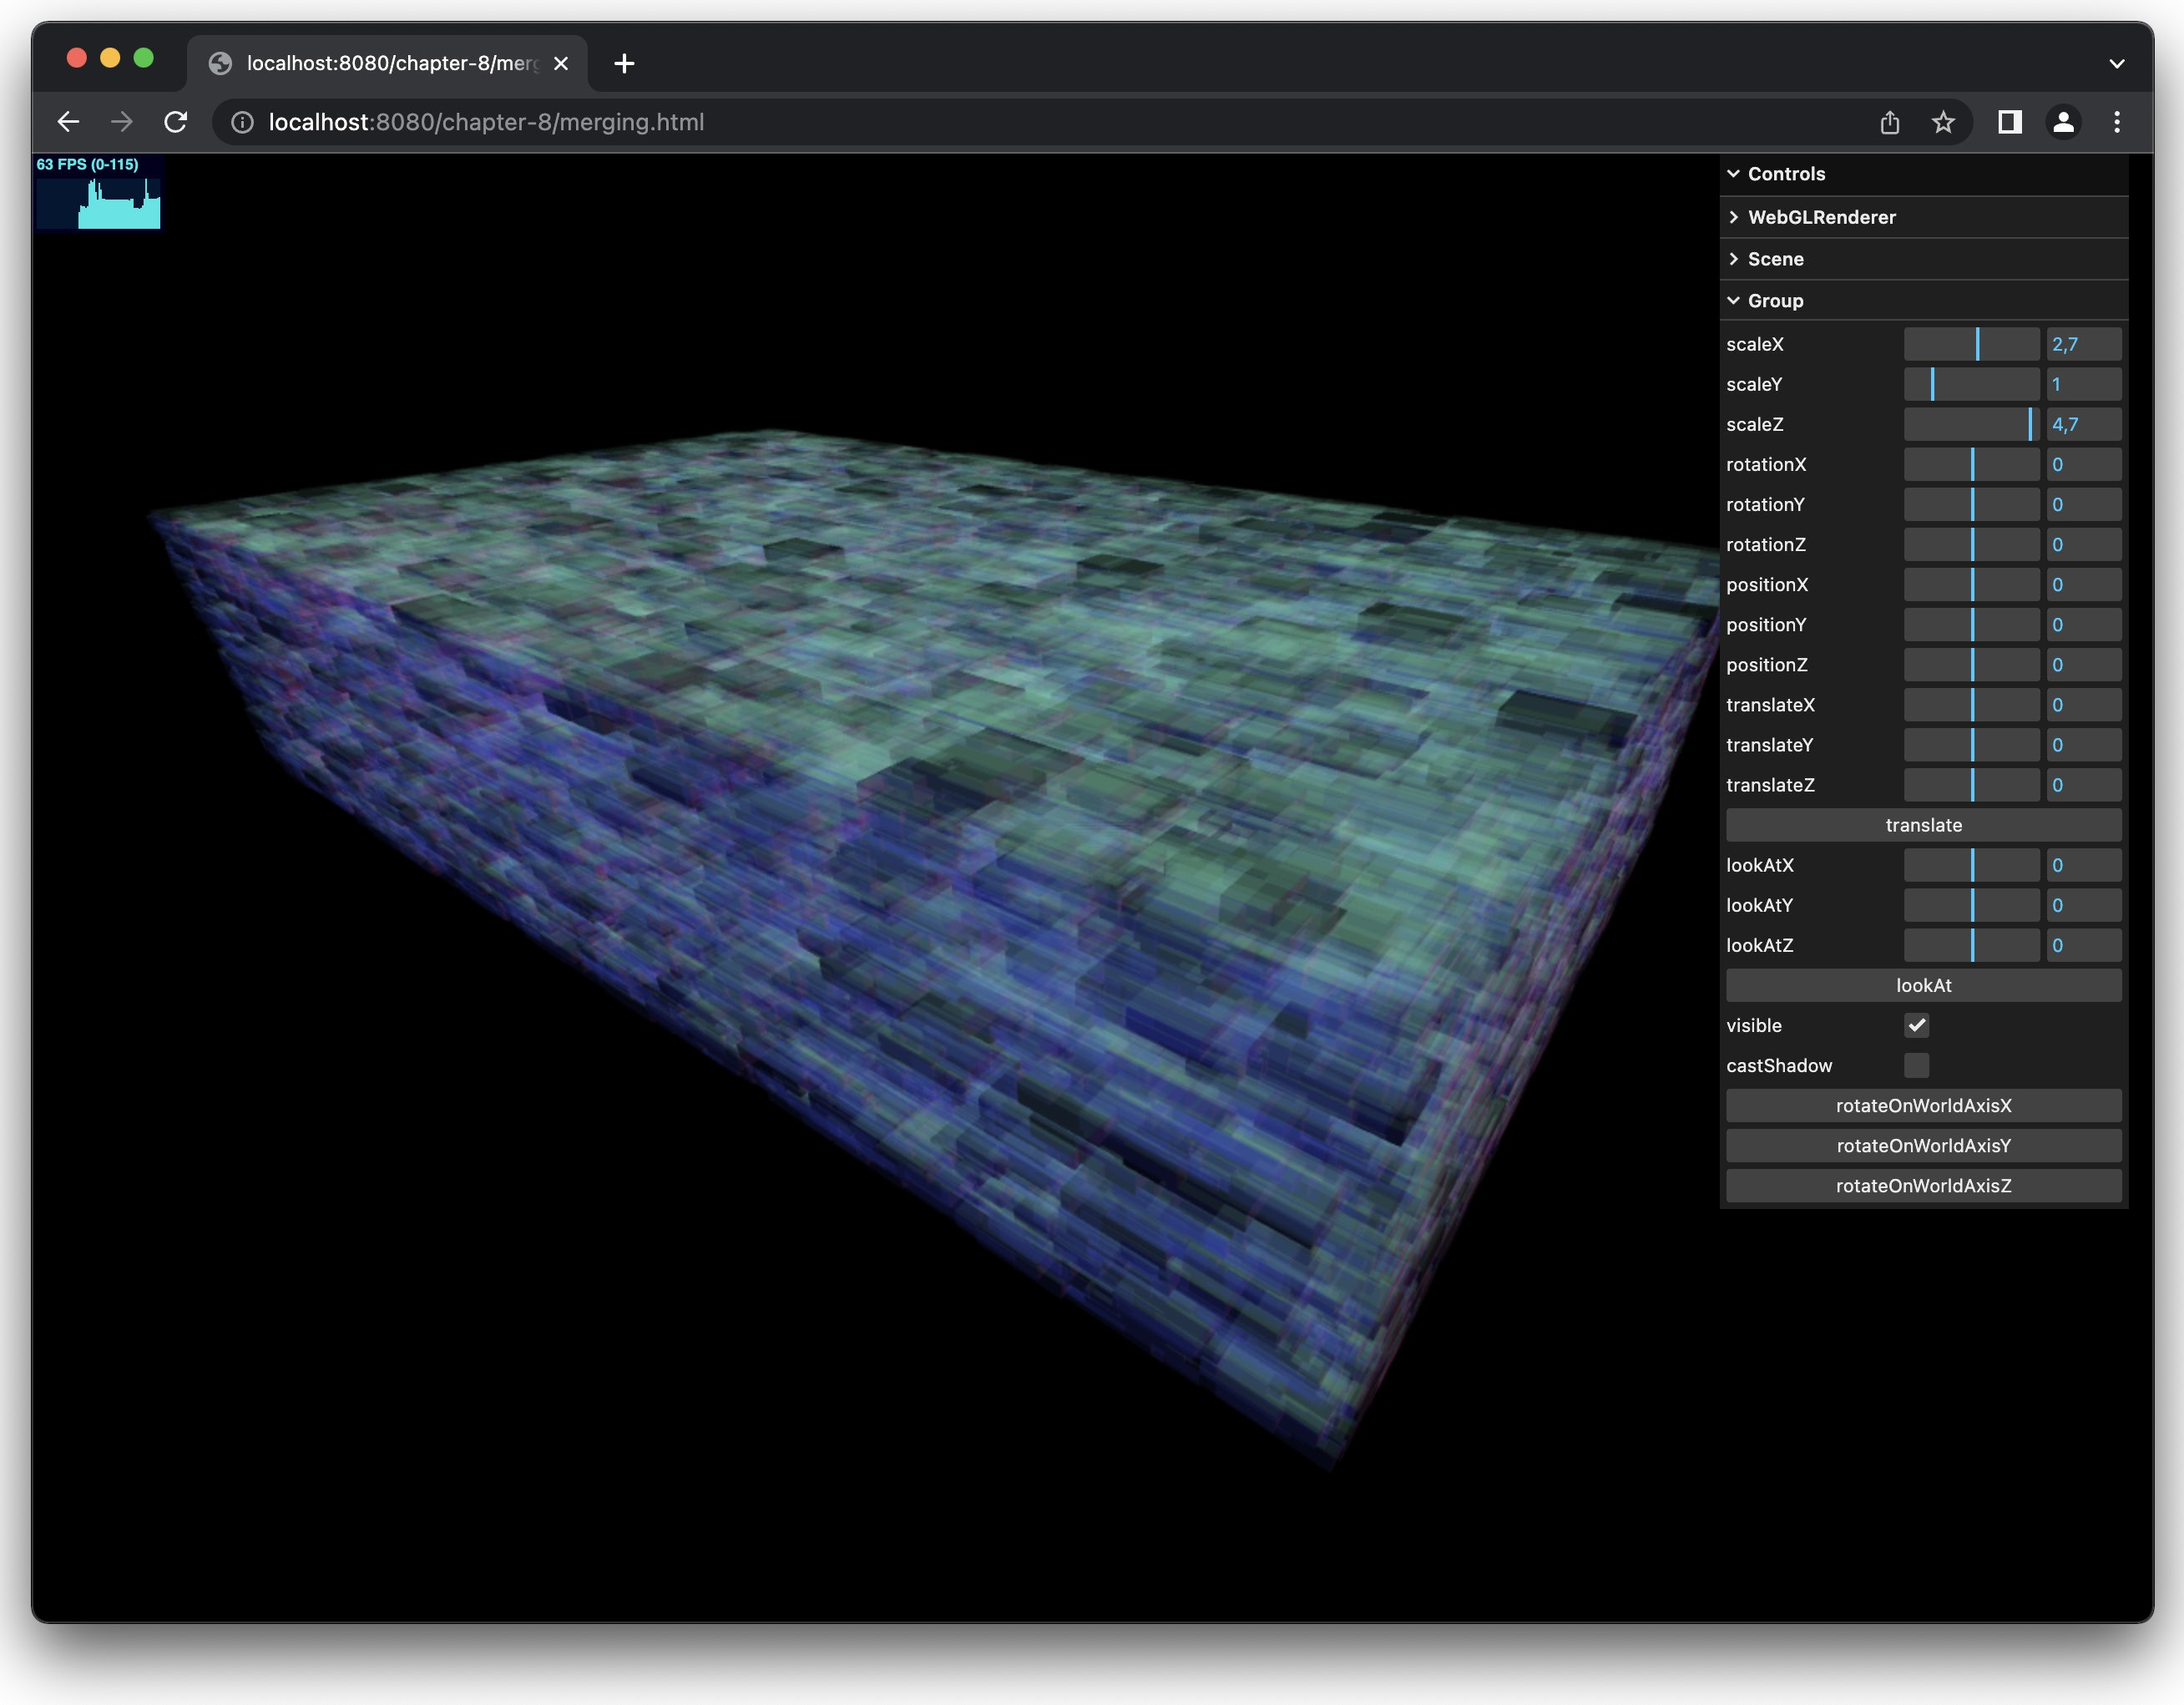 localhost:8080/chapter-8/merg
localhost:8080/chapter-8/merging.html
63 FPS (0-115)
Controls
WebGLRenderer
Scene
Group
scaleX 2,7
scaleY 1
scaleZ 4,7
rotationX 0
rotationY 0
rotationZ 0
positionX 0
positionY 0
positionZ 0
translateX 0
translateY 0
translateZ 0
translate
lookAtX 0
lookAtY 0
lookAtZ 0
lookAt
visible
castShadow
rotateOnWorldAxisX
rotateOnWorldAxisY
rotateOnWorldAxisZ